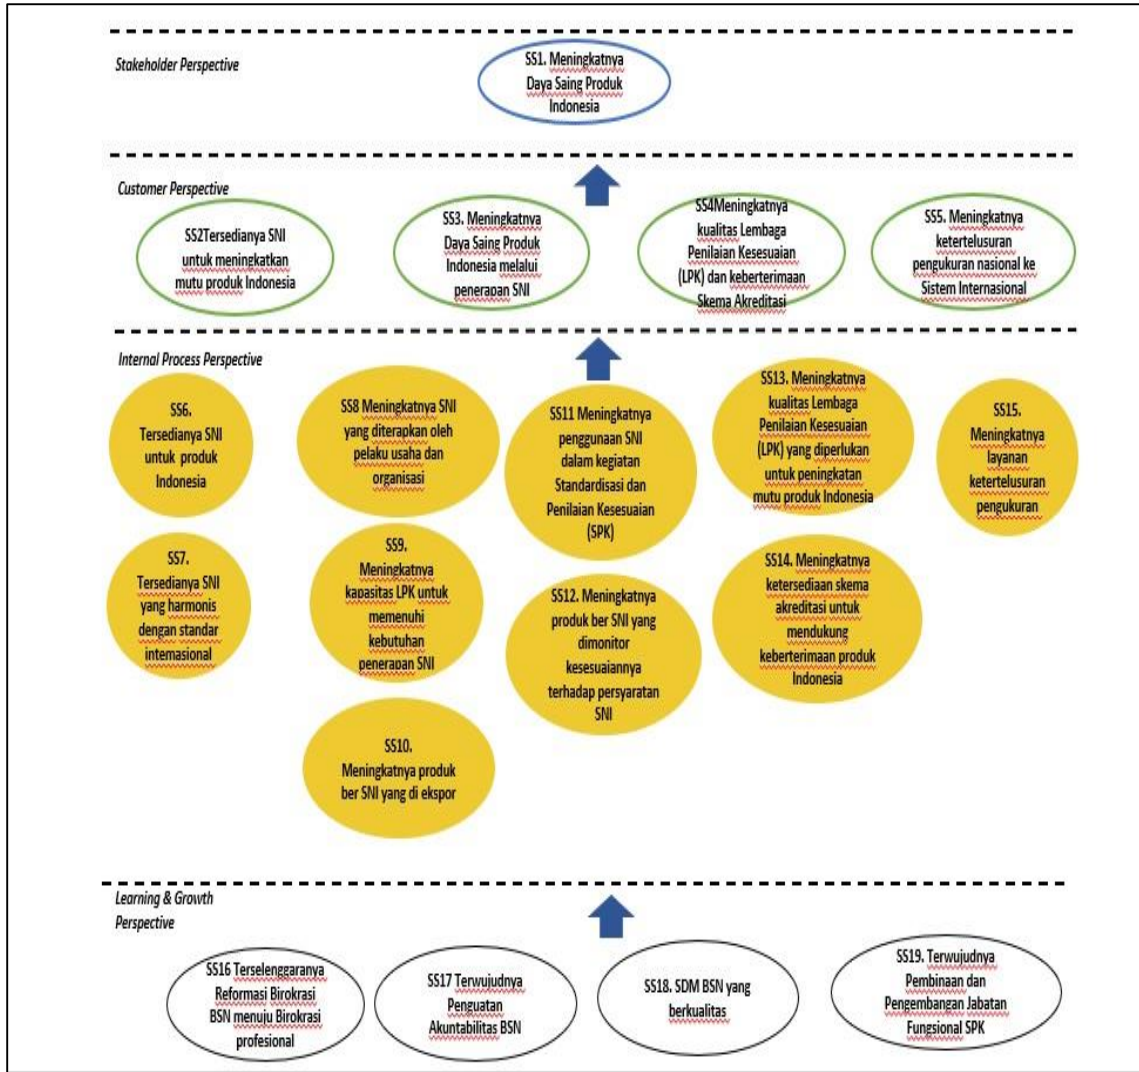 Stakeholder Perspective
SS1. Meningkatnya
Daya Saing Produk
Indonesia
Customer Perspective
SS2Tersedianya SNI
untuk meningkatkan
mutu produk Indonesia
SS3. Meningkatnya
Daya Saing Produk
Indonesia melalui
penerapan SNI
SS4Meningkatnya
kualitas Lembaga
Penilaian Kesesuaian
(LPK) dan keberterimaan
Skema Akreditasi
SS5. Meningkatnya
ketertelusuran
pengukuran nasional ke
Sistem Internasional
Internal Process Perspective
SS6.
Tersedianya SNI
untuk produk
Indonesia
SS8 Meningkatnya SNI
yang diterapkan oleh
pelaku usaha dan
organisasi
SS11 Meningkatnya
penggunaan SNI
dalam kegiatan
Standardisasi dan
Penilaian Kesesuaian
(SPK)
SS13. Meningkatnya
kualitas Lembaga
Penilaian Kesesuaian
(LPK) yang diperlukan
untuk peningkatan
mutu produk Indonesia
SS15.
Meningkatnya
layanan
ketertelusuran
pengukuran
SS7.
Tersedianya SNI
yang harmonis
dengan standar
internasional
SS9.
Meningkatnya
kapasitas LPK untuk
memenuhi
kebutuhan
penerapan SNI
SS12. Meningkatnya
produk ber SNI yang
dimonitor
kesesuaiannya
terhadap persyaratan
SNI
SS14. Meningkatnya
ketersediaan skema
akreditasi untuk
mendukung
keberterimaan produk
Indonesia
SS10.
Meningkatnya produk
ber SNI yang di ekspor
Learning & Growth
Perspective
SS16 Terselenggaranya
Reformasi Birokrasi
BSN menuju Birokrasi
profesional
SS17 Terwujudnya
Penguatan
Akuntabilitas BSN
SS18. SDM BSN yang
berkualitas
SS19. Terwujudnya
Pembinaan dan
Pengembangan Jabatan
Fungsional SPK